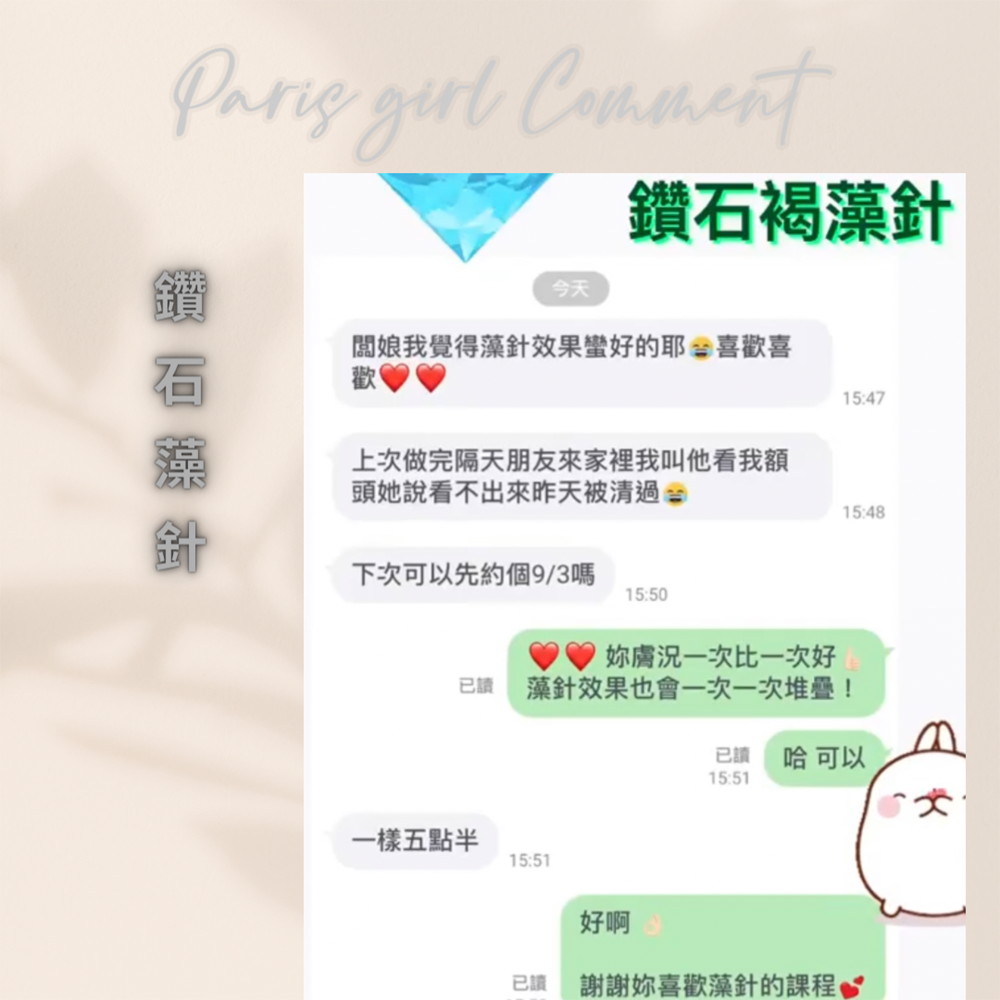 Paris girl Comment
鑽石藻針
鑽石褐藻針
今天
闆娘我覺得藻針效果蠻好的耶😂喜歡喜
歡❤️❤️
15:47
上次做完隔天朋友來家裡我叫他看我額
頭她說看不出來昨天被清過😂
15:48
下次可以先約個9/3嗎
15:50
❤️❤️ 妳膚況一次比一次好👍🏻
藻針效果也會一次一次堆疊！
已讀
哈 可以
已讀
15:51
一樣五點半
15:51
好啊 👌🏻
謝謝妳喜歡藻針的課程💕
已讀